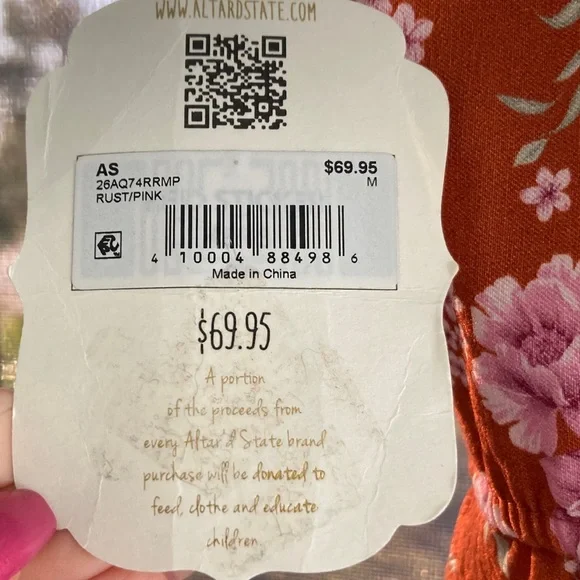 WWW.ALTARDSTATE.COM
AS $69.95
26AQ74RRMP M
RUST/PINK
4 10004 88498 6
Made in China
$69.95
A portion
of the proceeds from
every Altar'd State brand
purchase will be donated to
feed, clothe and educate
children.